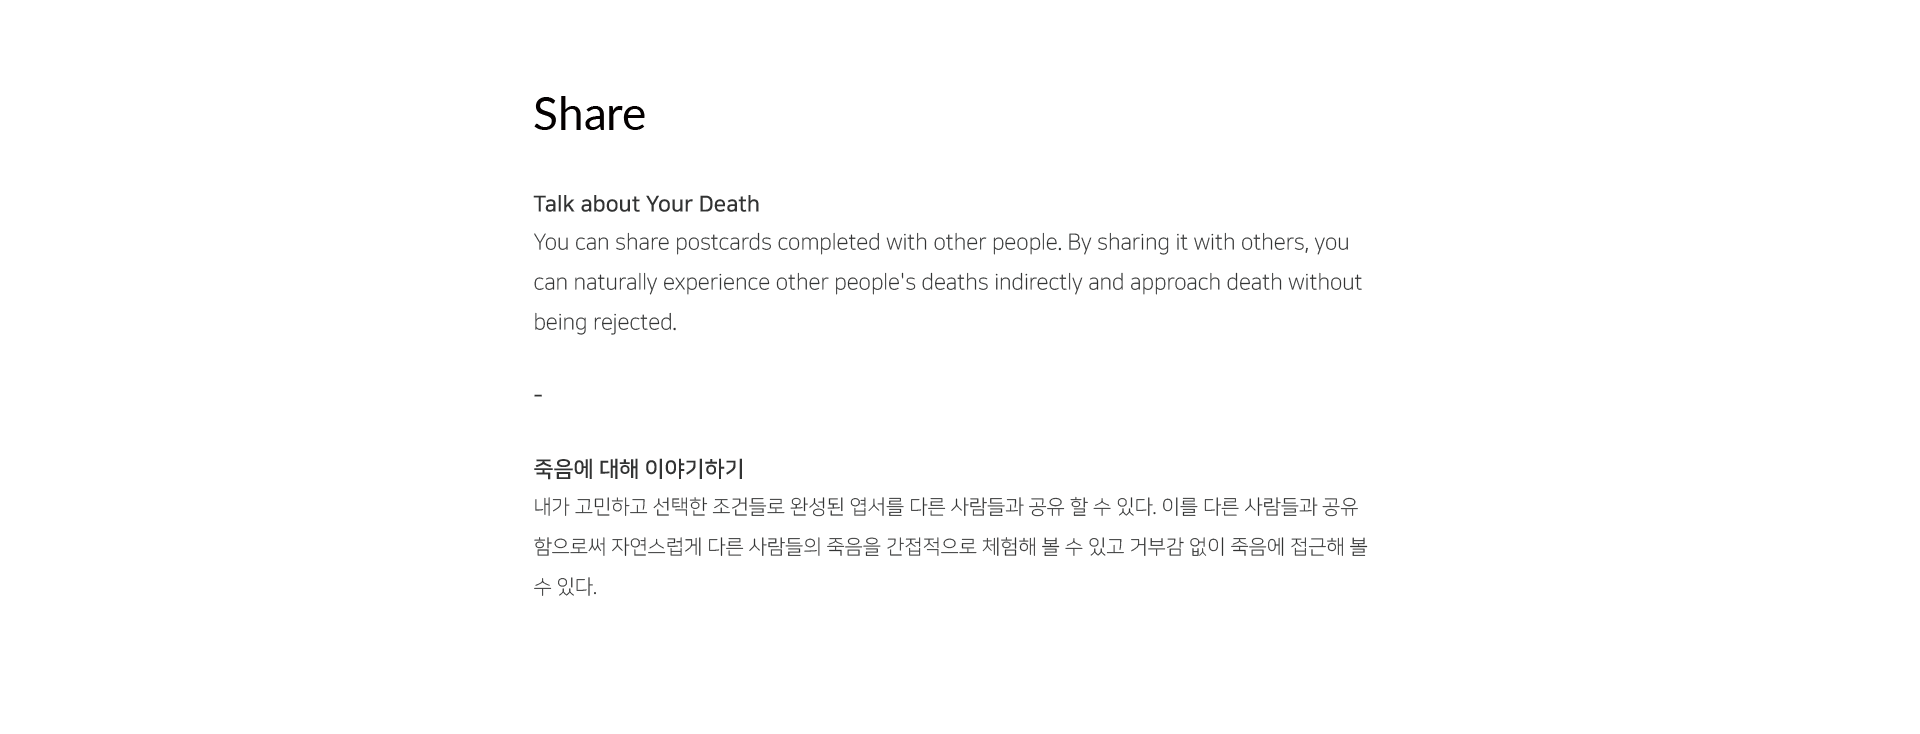 Share
Talk about Your Death
You can share postcards completed with other people. By sharing it with others, you
can naturally experience other people's deaths indirectly and approach death without
being rejected.
-
죽음에 대해 이야기하기
내가 고민하고 선택한 조건들로 완성된 엽서를 다른 사람들과 공유 할 수 있다. 이를 다른 사람들과 공유
함으로써 자연스럽게 다른 사람들의 죽음을 간접적으로 체험해 볼 수 있고 거부감 없이 죽음에 접근해 볼
수 있다.